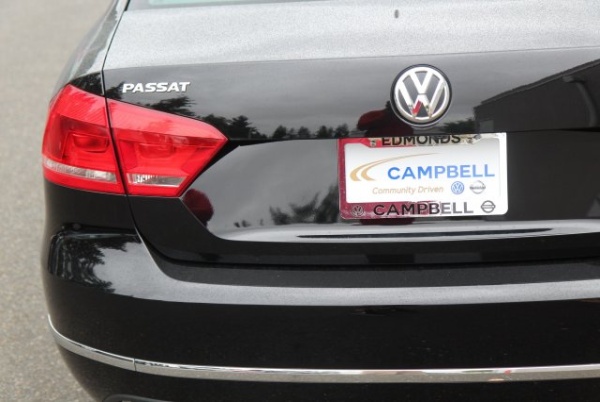 PASSAT
EDMONDS
CAMPBELL
Community Driven
CAMPBELL